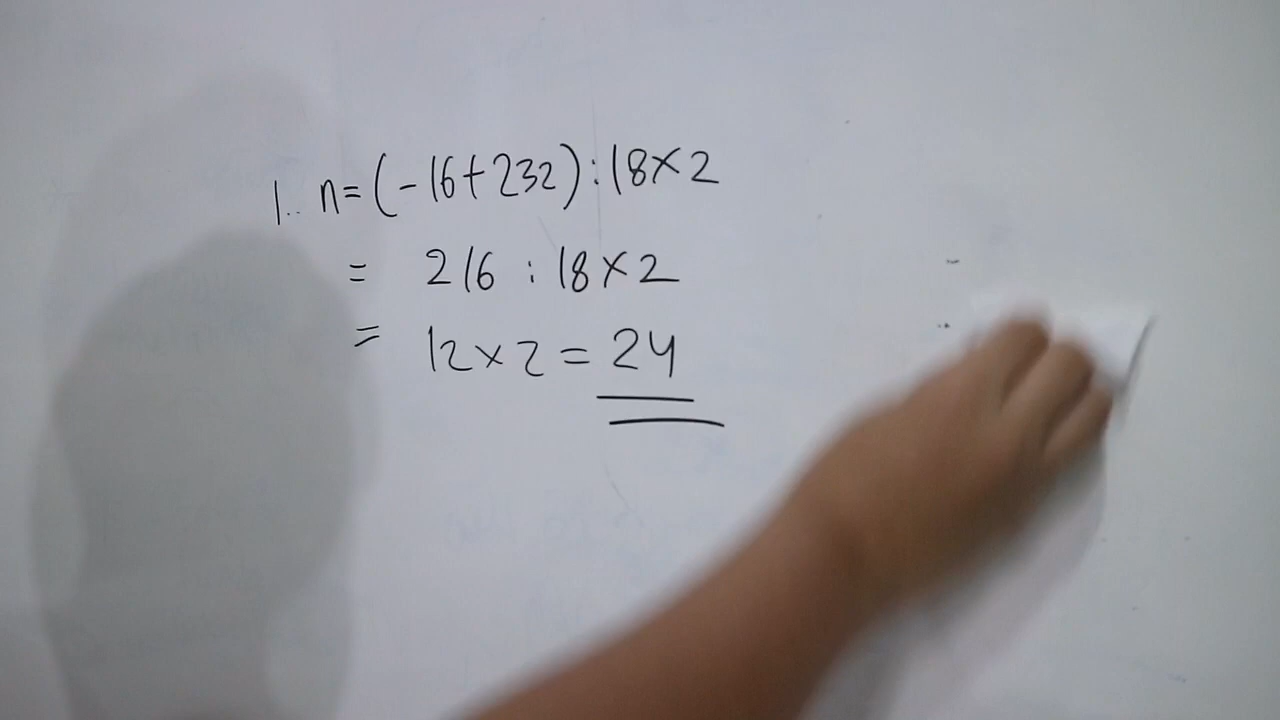 1.. n=(-16+232):18×2
= 216 : 18×2
= 12×2 = 24